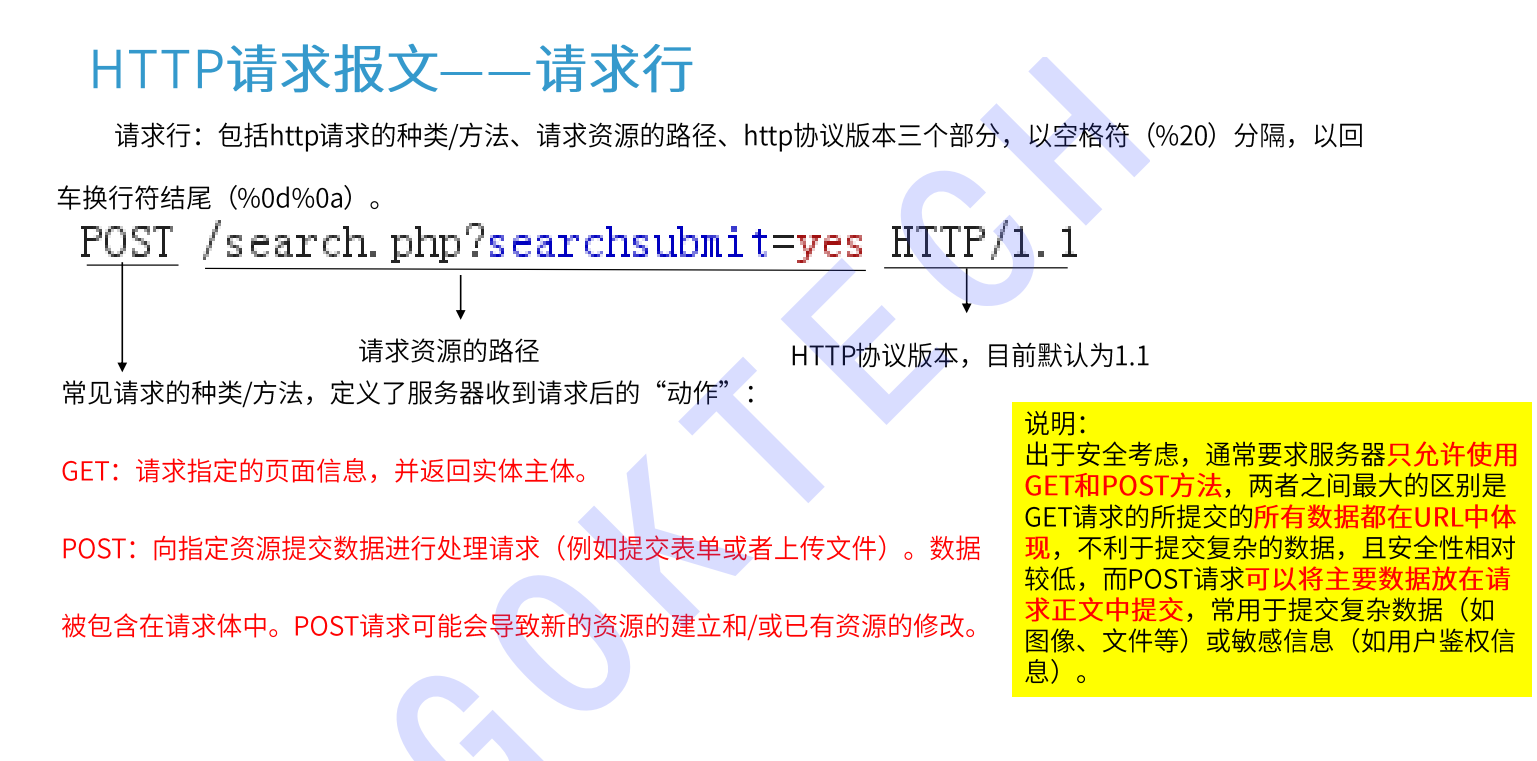 HTTP请求报文——请求行
请求行：包括http请求的种类/方法、请求资源的路径、http协议版本三个部分，以空格符（%20）分隔，以回
车换行符结尾（%0d%0a）。
POST /search.php?searchsubmit=yes HTTP/1.1
请求资源的路径
HTTP协议版本，目前默认为1.1
常见请求的种类/方法，定义了服务器收到请求后的“动作”：
GET：请求指定的页面信息，并返回实体主体。
POST：向指定资源提交数据进行处理请求（例如提交表单或者上传文件）。数据
被包含在请求体中。POST请求可能会导致新的资源的建立和/或已有资源的修改。
说明：
出于安全考虑，通常要求服务器只允许使用
GET和POST方法，两者之间最大的区别是
GET请求的所提交的所有数据都在URL中体
现，不利于提交复杂的数据，且安全性相对
较低，而POST请求可以将主要数据放在请
求正文中提交，常用于提交复杂数据（如
图像、文件等）或敏感信息（如用户鉴权信
息）。
GOKTECH